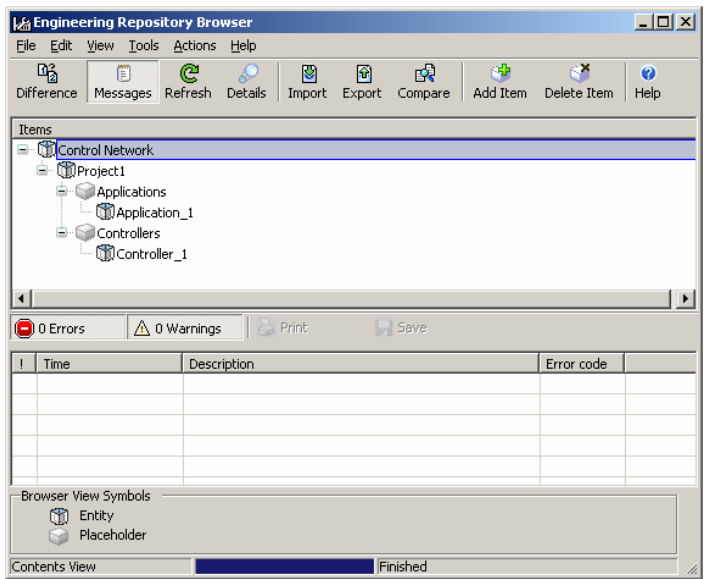 Engineering Repository Browser
File Edit View Tools Actions Help
Difference Messages Refresh Details Import Export Compare Add Item Delete Item Help
Items
Control Network
Project1
Applications
Application_1
Controllers
Controller_1
0 Errors 0 Warnings Print Save
! Time Description Error code
Browser View Symbols
Entity
Placeholder
Contents View Finished